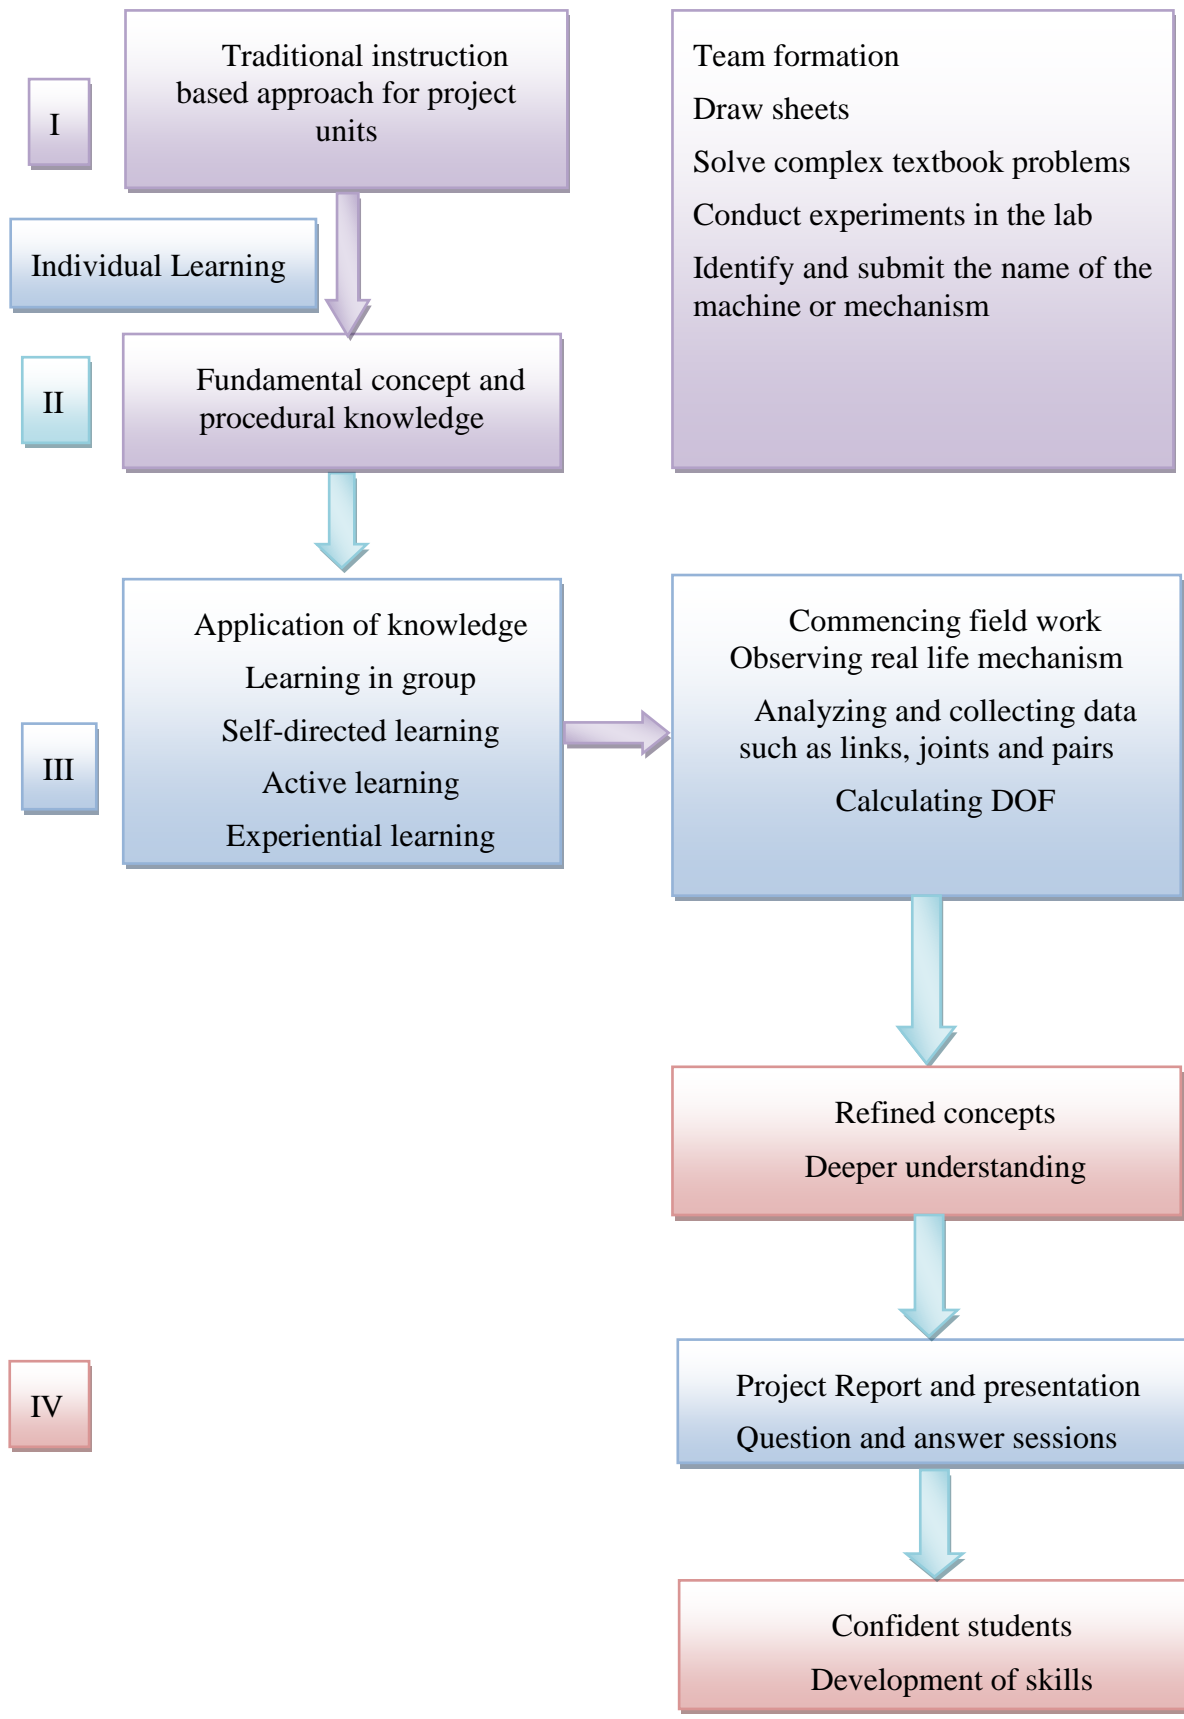 I
Traditional instruction
based approach for project
units
Team formation
Draw sheets
Solve complex textbook problems
Conduct experiments in the lab
Identify and submit the name of the
machine or mechanism
Individual Learning
II
Fundamental concept and
procedural knowledge
III
Application of knowledge
Learning in group
Self-directed learning
Active learning
Experiential learning
Commencing field work
Observing real life mechanism
Analyzing and collecting data
such as links, joints and pairs
Calculating DOF
Refined concepts
Deeper understanding
IV
Project Report and presentation
Question and answer sessions
Confident students
Development of skills